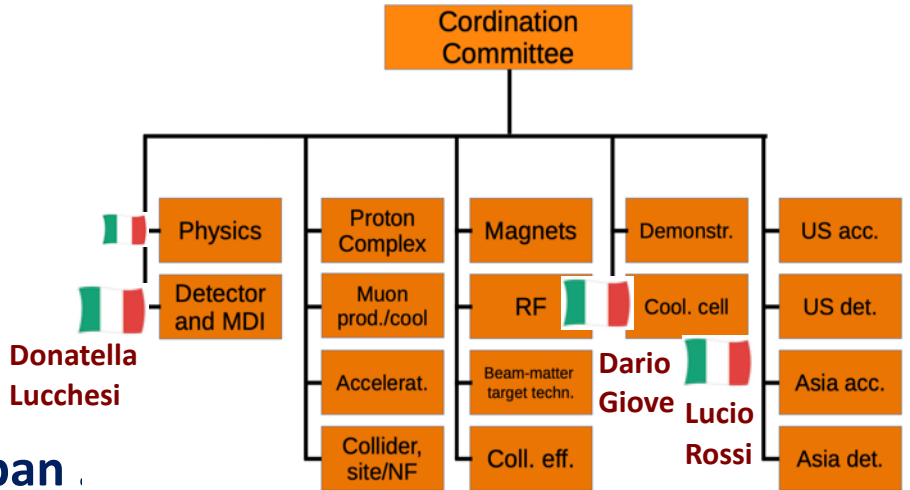 Cordination
Committee
Physics
Detector
and MDI
Donatella
Lucchesi
Proton
Complex
Muon
prod./cool
Accelerat.
Collider,
site/NF
Magnets
RF
Beam-matter
target techn.
Coll. eff.
Demonstr.
Cool. cell
Dario
Giove
Lucio
Rossi
US acc.
US det.
Asia acc.
Asia det.